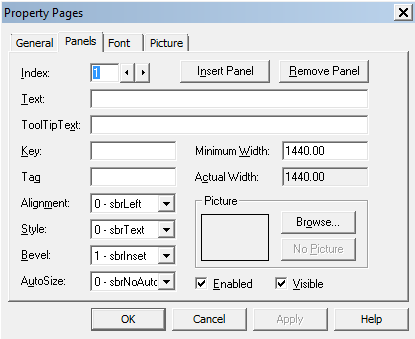 Property Pages
General Panels Font Picture
Index: 1 Insert Panel Remove Panel
Text:
ToolTipText:
Key: Minimum Width: 1440.00
Tag Actual Width: 1440.00
Alignment: 0 - sbrLeft Picture
Style: 0 - sbrText Browse...
Bevel: 1 - sbrInset No Picture
AutoSize: 0 - sbrNoAuto Enabled Visible
OK Cancel Apply Help